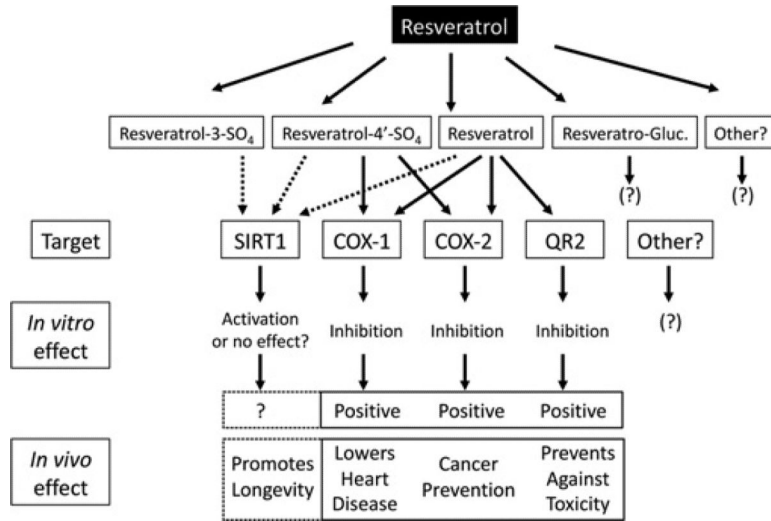 Resveratrol
Resveratrol-3-SO₄
Resveratrol-4'-SO₄
Resveratrol
Resveratro-Gluc.
Other?
(?)
(?)
Target
SIRT1
COX-1
COX-2
QR2
Other?
In vitro
effect
Activation
or no effect?
Inhibition
Inhibition
Inhibition
(?)
?
Positive
Positive
Positive
In vivo
effect
Promotes
Longevity
Lowers
Heart
Disease
Cancer
Prevention
Prevents
Against
Toxicity